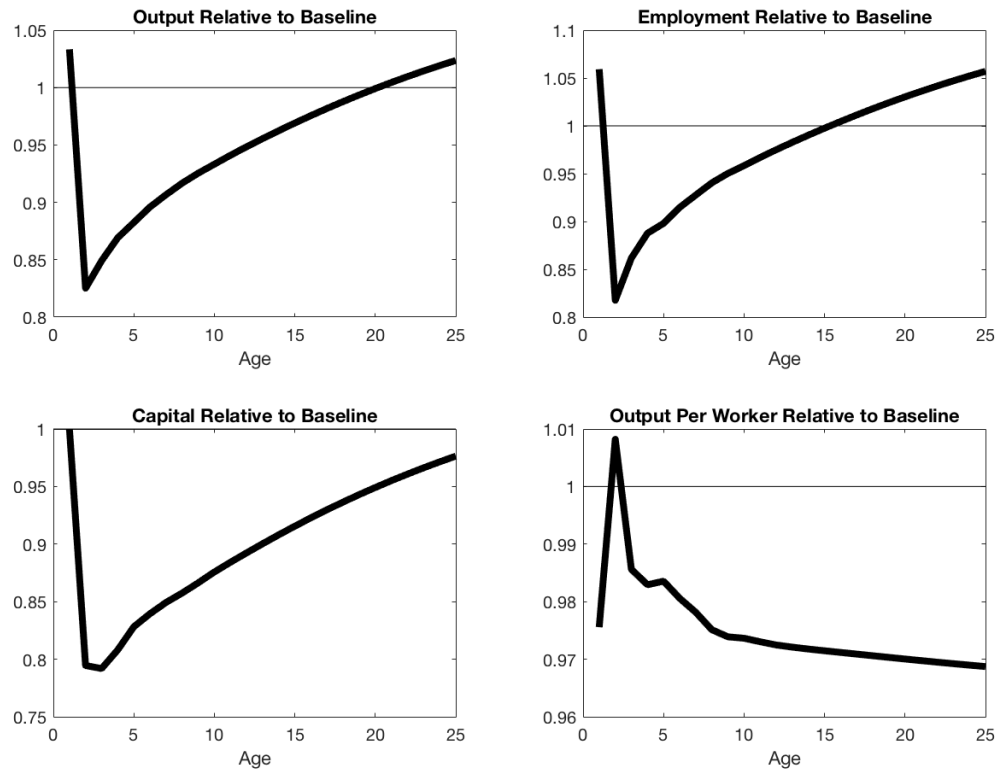 Output Relative to Baseline
1.05
1
0.95
0.9
0.85
0.8
0 5 10 15 20 25
Age
Employment Relative to Baseline
1.1
1.05
1
0.95
0.9
0.85
0.8
0 5 10 15 20 25
Age
Capital Relative to Baseline
1
0.95
0.9
0.85
0.8
0.75
0 5 10 15 20 25
Age
Output Per Worker Relative to Baseline
1.01
1
0.99
0.98
0.97
0.96
0 5 10 15 20 25
Age